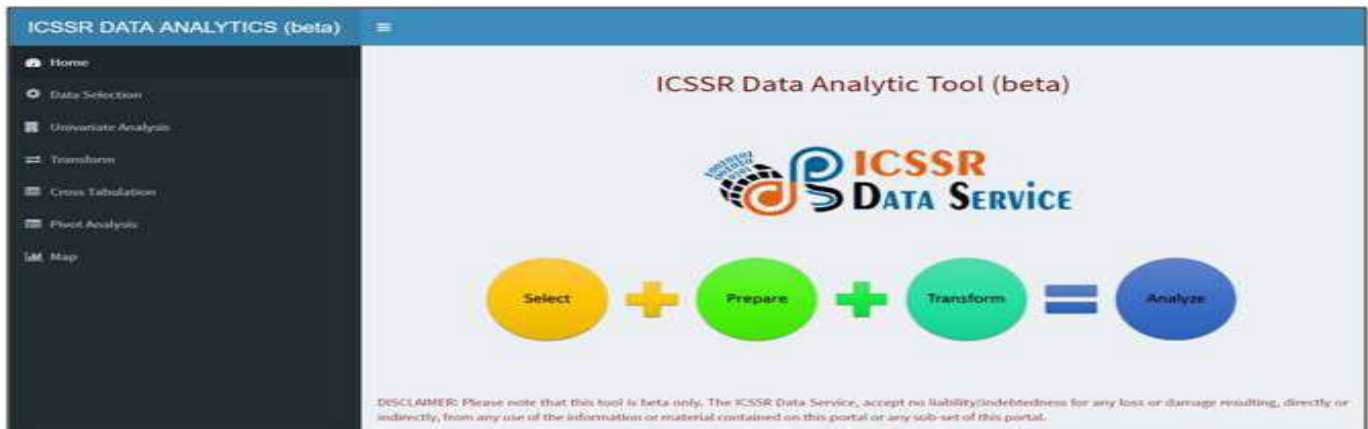 ICSSR DATA ANALYTICS (beta)
Home
Data Selection
Univariate Analysis
Transform
Cross Tabulation
Pivot Analysis
Map
ICSSR Data Analytic Tool (beta)
ICSSR
DATA SERVICE
Select
Prepare
Transform
Analyze
DISCLAIMER: Please note that this tool is beta only. The ICSSR Data Service, accept no liability/indebtedness for any loss or damage resulting, directly or
indirectly, from any use of the information or material contained on this portal or any sub-set of this portal.